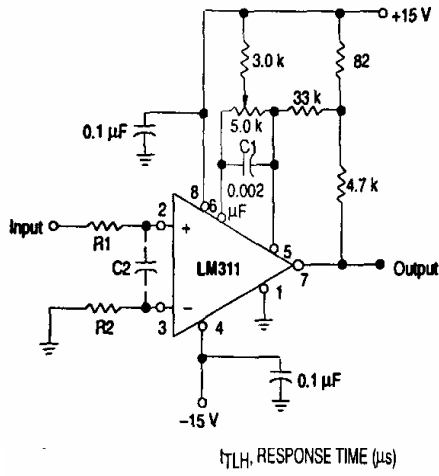 +15 V
3.0 k
82
33 k
5.0 k
0.1 µF
C1
0.002
µF
4.7 k
8
6
2
Input
R1
+
C2
LM311
5
7
Output
1
R2
3
−
4
0.1 µF
−15 V
tTLH, RESPONSE TIME (µs)